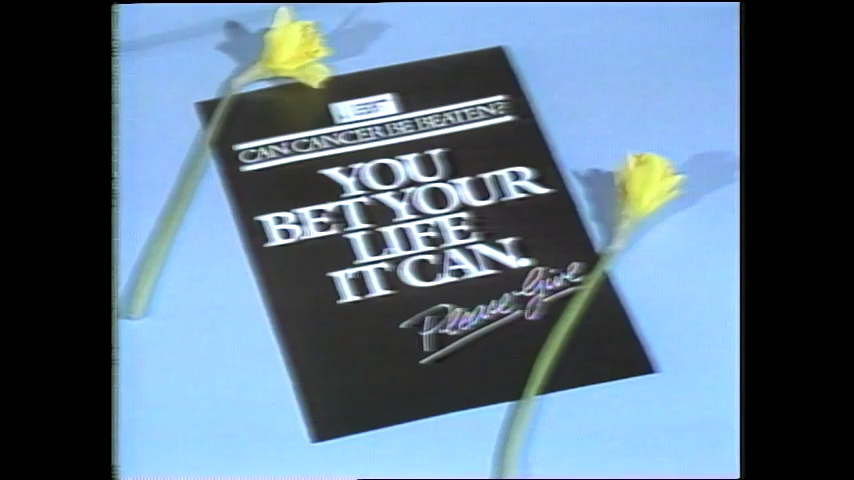 CAN CANCER BE BEATEN?
YOU
BET YOUR
LIFE
IT CAN.
Please Give